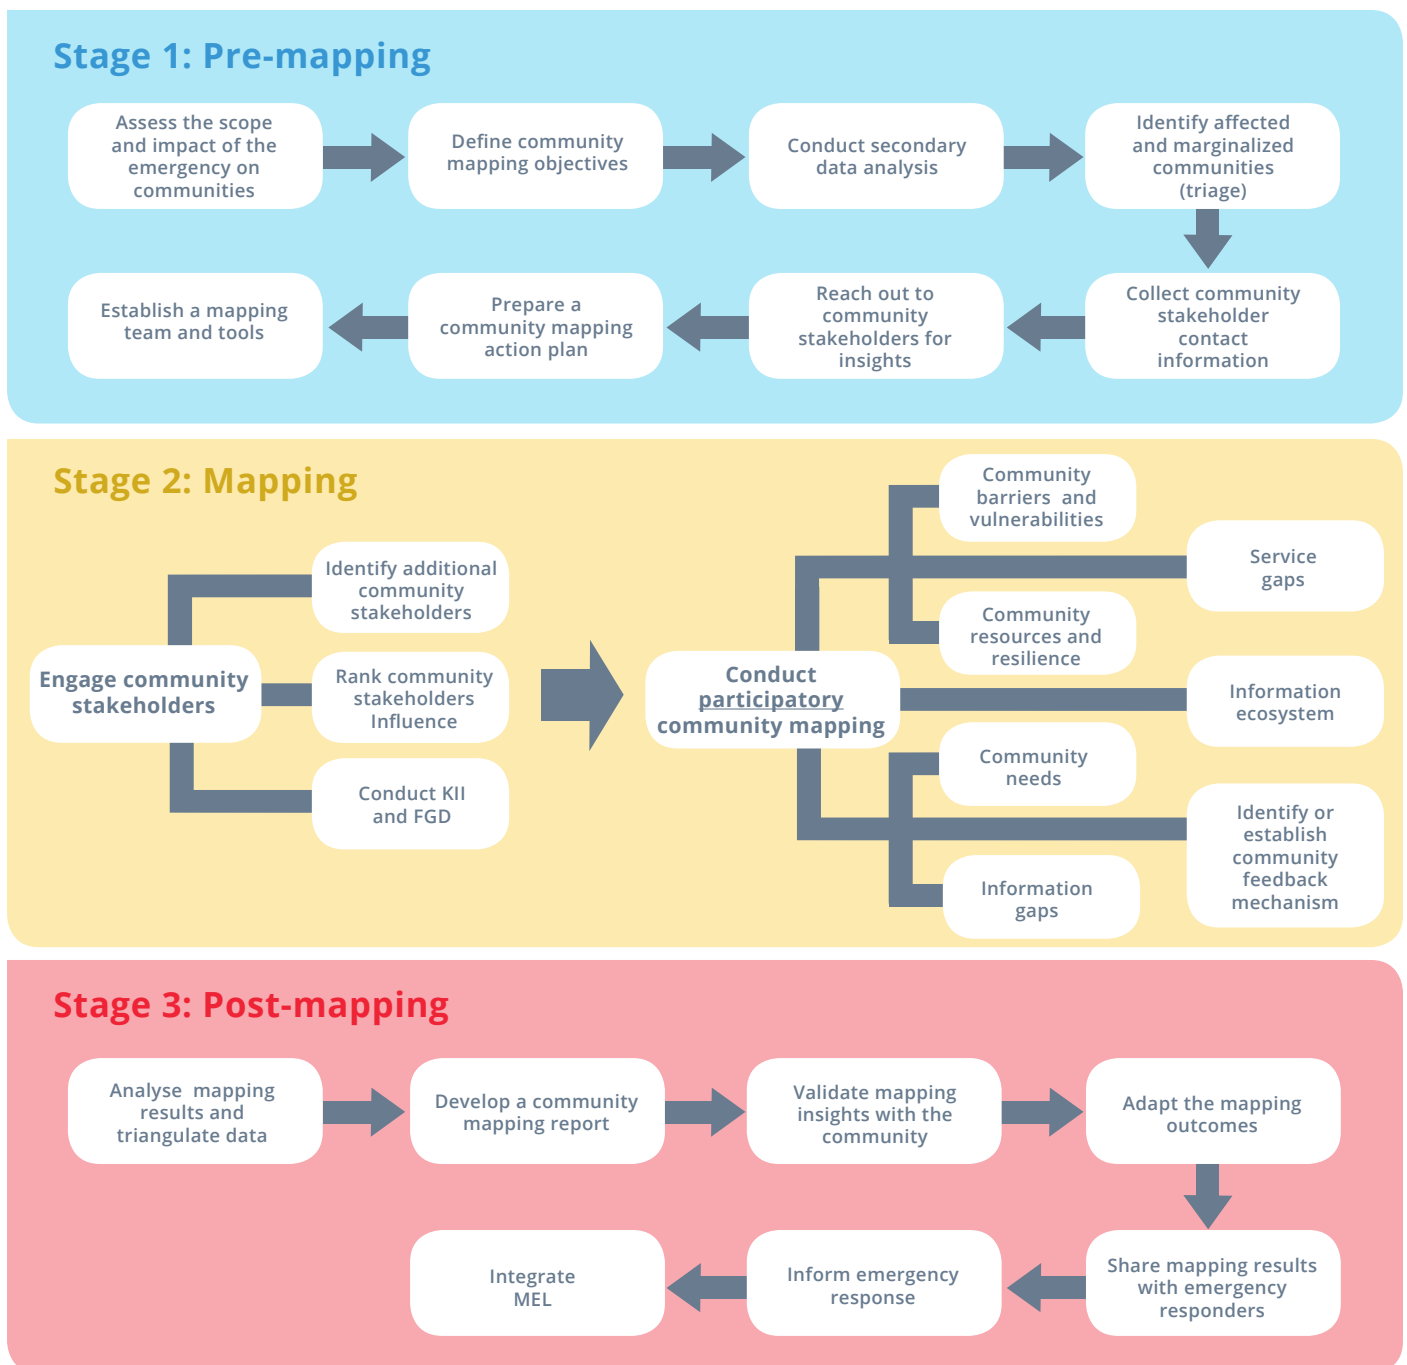 Stage 1: Pre-mapping
Assess the scope
and impact of the
emergency on
communities
Define community
mapping objectives
Conduct secondary
data analysis
Identify affected
and marginalized
communities
(triage)
Collect community
stakeholder
contact
information
Reach out to
community
stakeholders for
insights
Prepare a
community mapping
action plan
Establish a mapping
team and tools
Stage 2: Mapping
Engage community
stakeholders
Identify additional
community
stakeholders
Rank community
stakeholders
Influence
Conduct KII
and FGD
Conduct
participatory
community mapping
Community
barriers and
vulnerabilities
Service
gaps
Community
resources and
resilience
Information
ecosystem
Community
needs
Identify or
establish
community
feedback
mechanism
Information
gaps
Stage 3: Post-mapping
Analyse mapping
results and
triangulate data
Develop a community
mapping report
Validate mapping
insights with the
community
Adapt the mapping
outcomes
Share mapping results
with emergency
responders
Inform emergency
response
Integrate
MEL